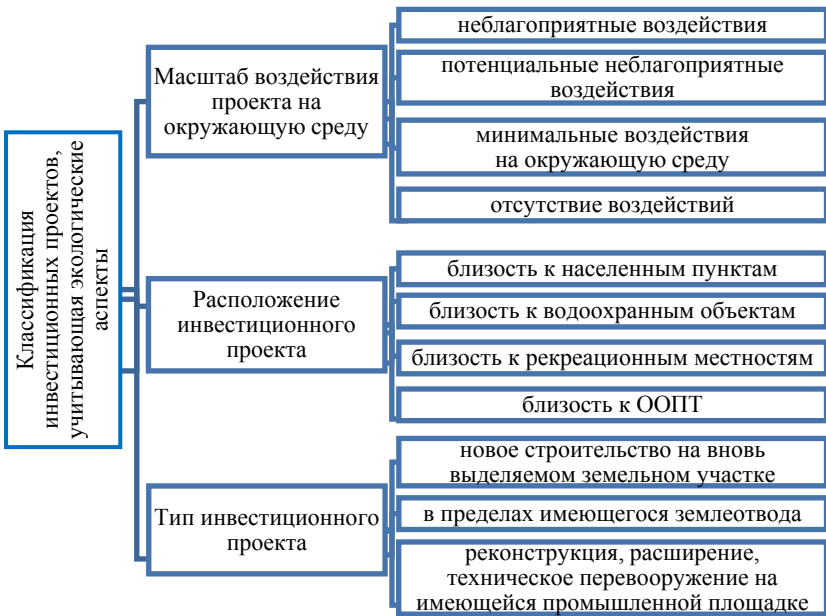 Классификация
инвестиционных проектов,
учитывающая экологические
аспекты
Масштаб воздействия
проекта на
окружающую среду
неблагоприятные воздействия
потенциальные неблагоприятные
воздействия
минимальные воздействия
на окружающую среду
отсутствие воздействий
Расположение
инвестиционного
проекта
близость к населенным пунктам
близость к водоохранным объектам
близость к рекреационным местностям
близость к ООПТ
Тип инвестиционного
проекта
новое строительство на вновь
выделяемом земельном участке
в пределах имеющегося землеотвода
реконструкция, расширение,
техническое перевооружение на
имеющейся промышленной площадке